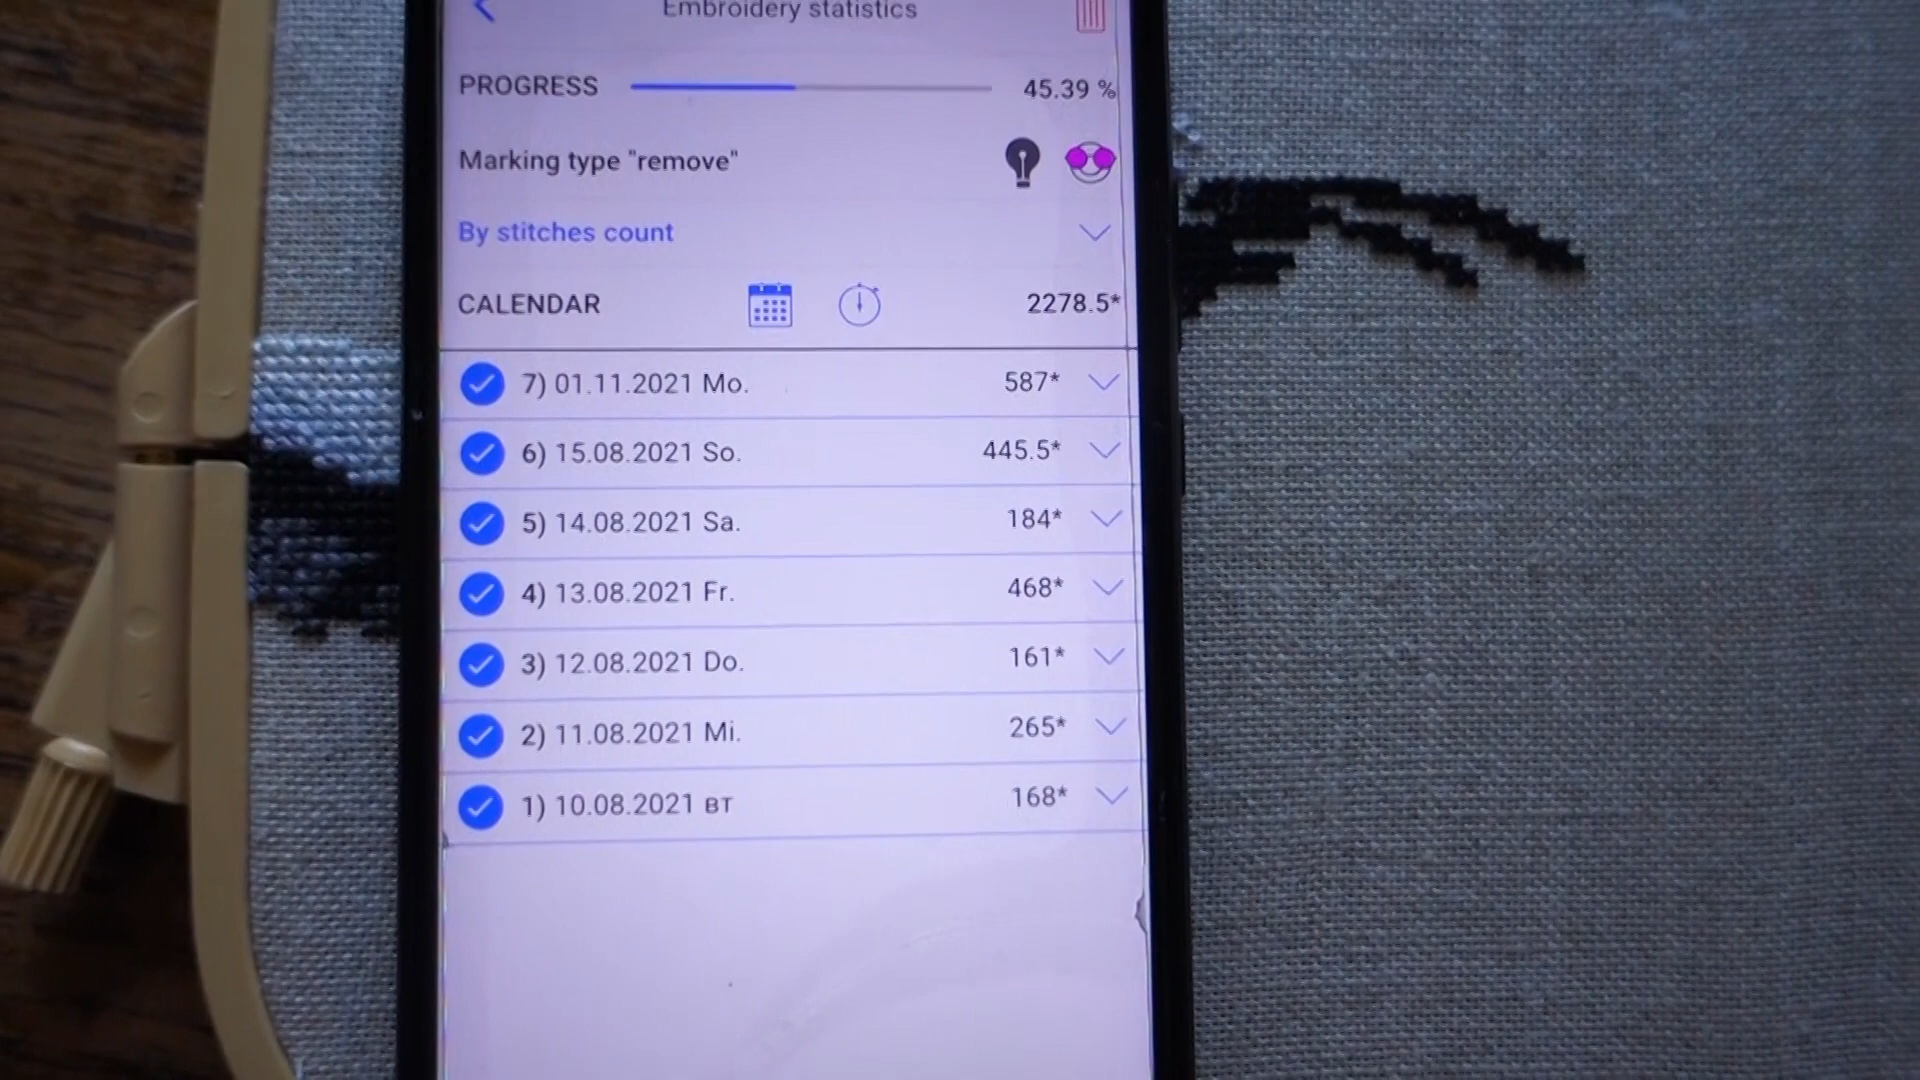 Embroidery statistics
PROGRESS 45.39 %
Marking type "remove"
By stitches count
CALENDAR 2278.5*
7) 01.11.2021 Mo. 587*
6) 15.08.2021 So. 445.5*
5) 14.08.2021 Sa. 184*
4) 13.08.2021 Fr. 468*
3) 12.08.2021 Do. 161*
2) 11.08.2021 Mi. 265*
1) 10.08.2021 вт 168*